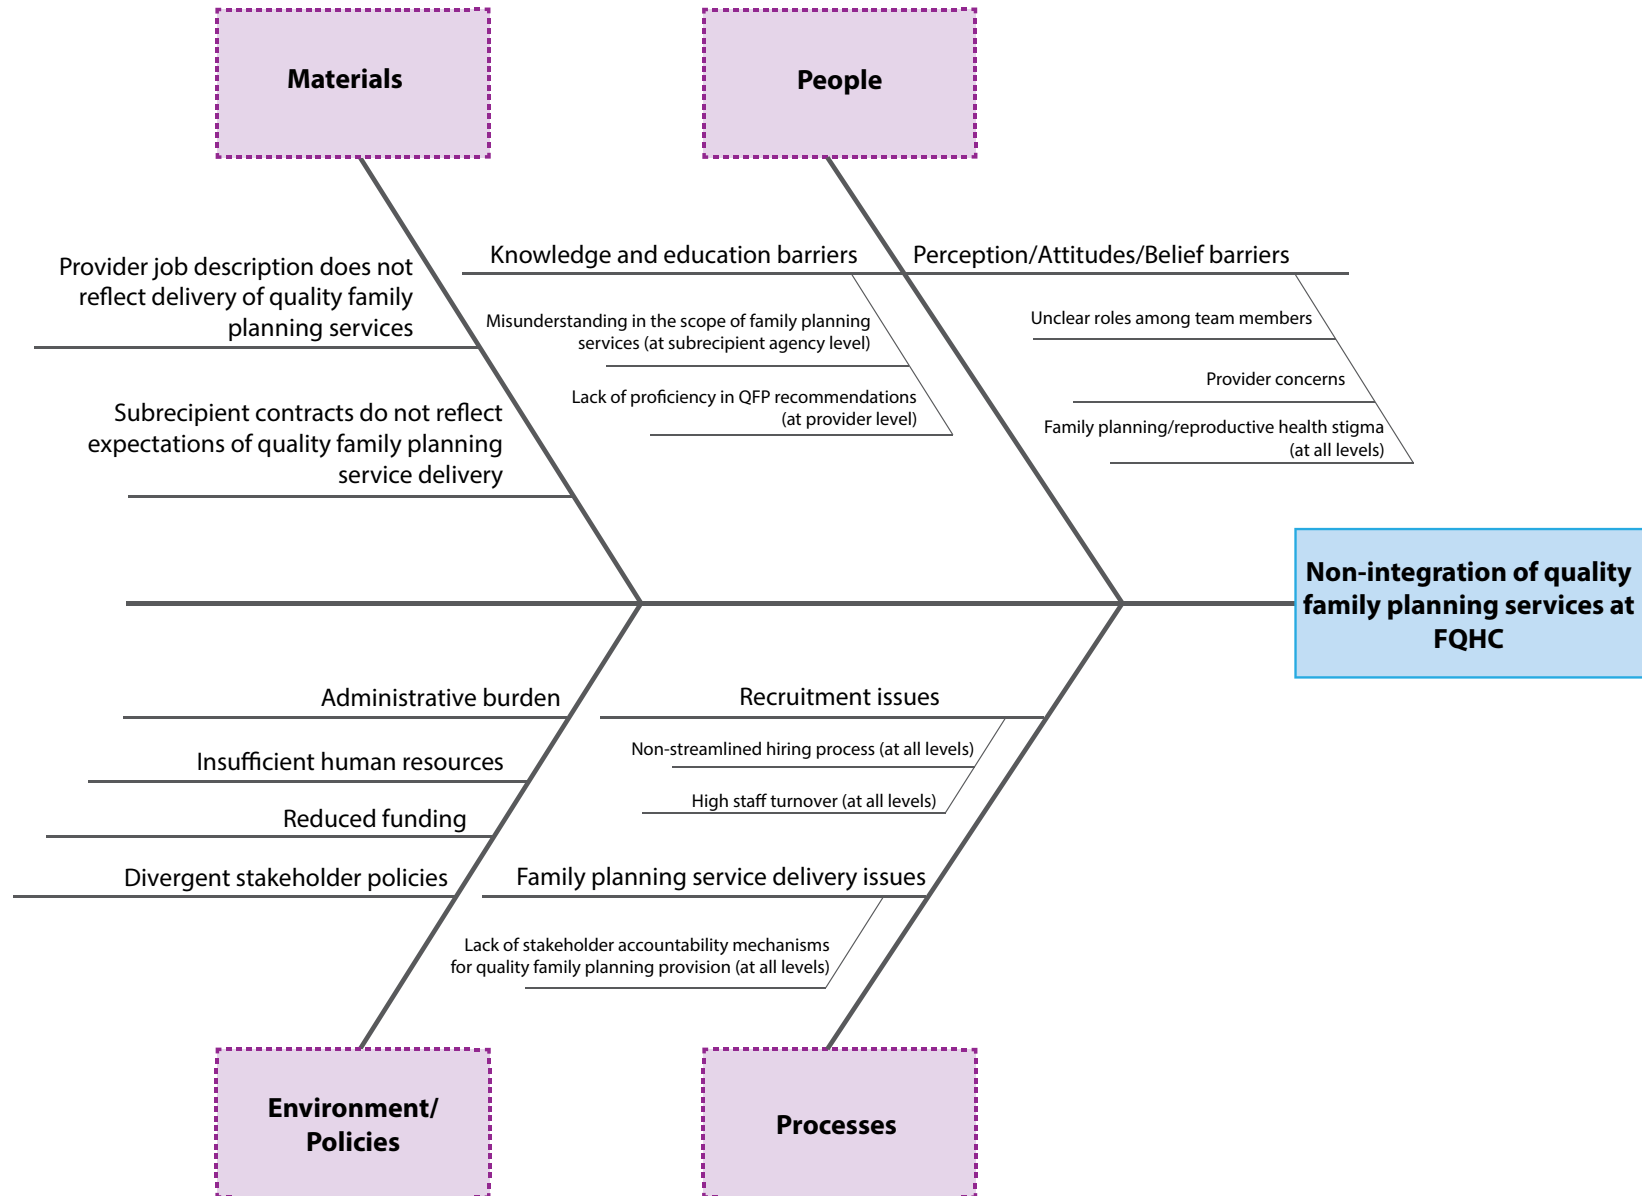 Materials
People
Provider job description does not
reflect delivery of quality family
planning services
Subrecipient contracts do not reflect
expectations of quality family planning
service delivery
Knowledge and education barriers
Misunderstanding in the scope of family planning
services (at subrecipient agency level)
Lack of proficiency in QFP recommendations
(at provider level)
Perception/Attitudes/Belief barriers
Unclear roles among team members
Provider concerns
Family planning/reproductive health stigma
(at all levels)
Non-integration of quality
family planning services at
FQHC
Administrative burden
Insufficient human resources
Reduced funding
Divergent stakeholder policies
Recruitment issues
Non-streamlined hiring process (at all levels)
High staff turnover (at all levels)
Family planning service delivery issues
Lack of stakeholder accountability mechanisms
for quality family planning provision (at all levels)
Environment/
Policies
Processes